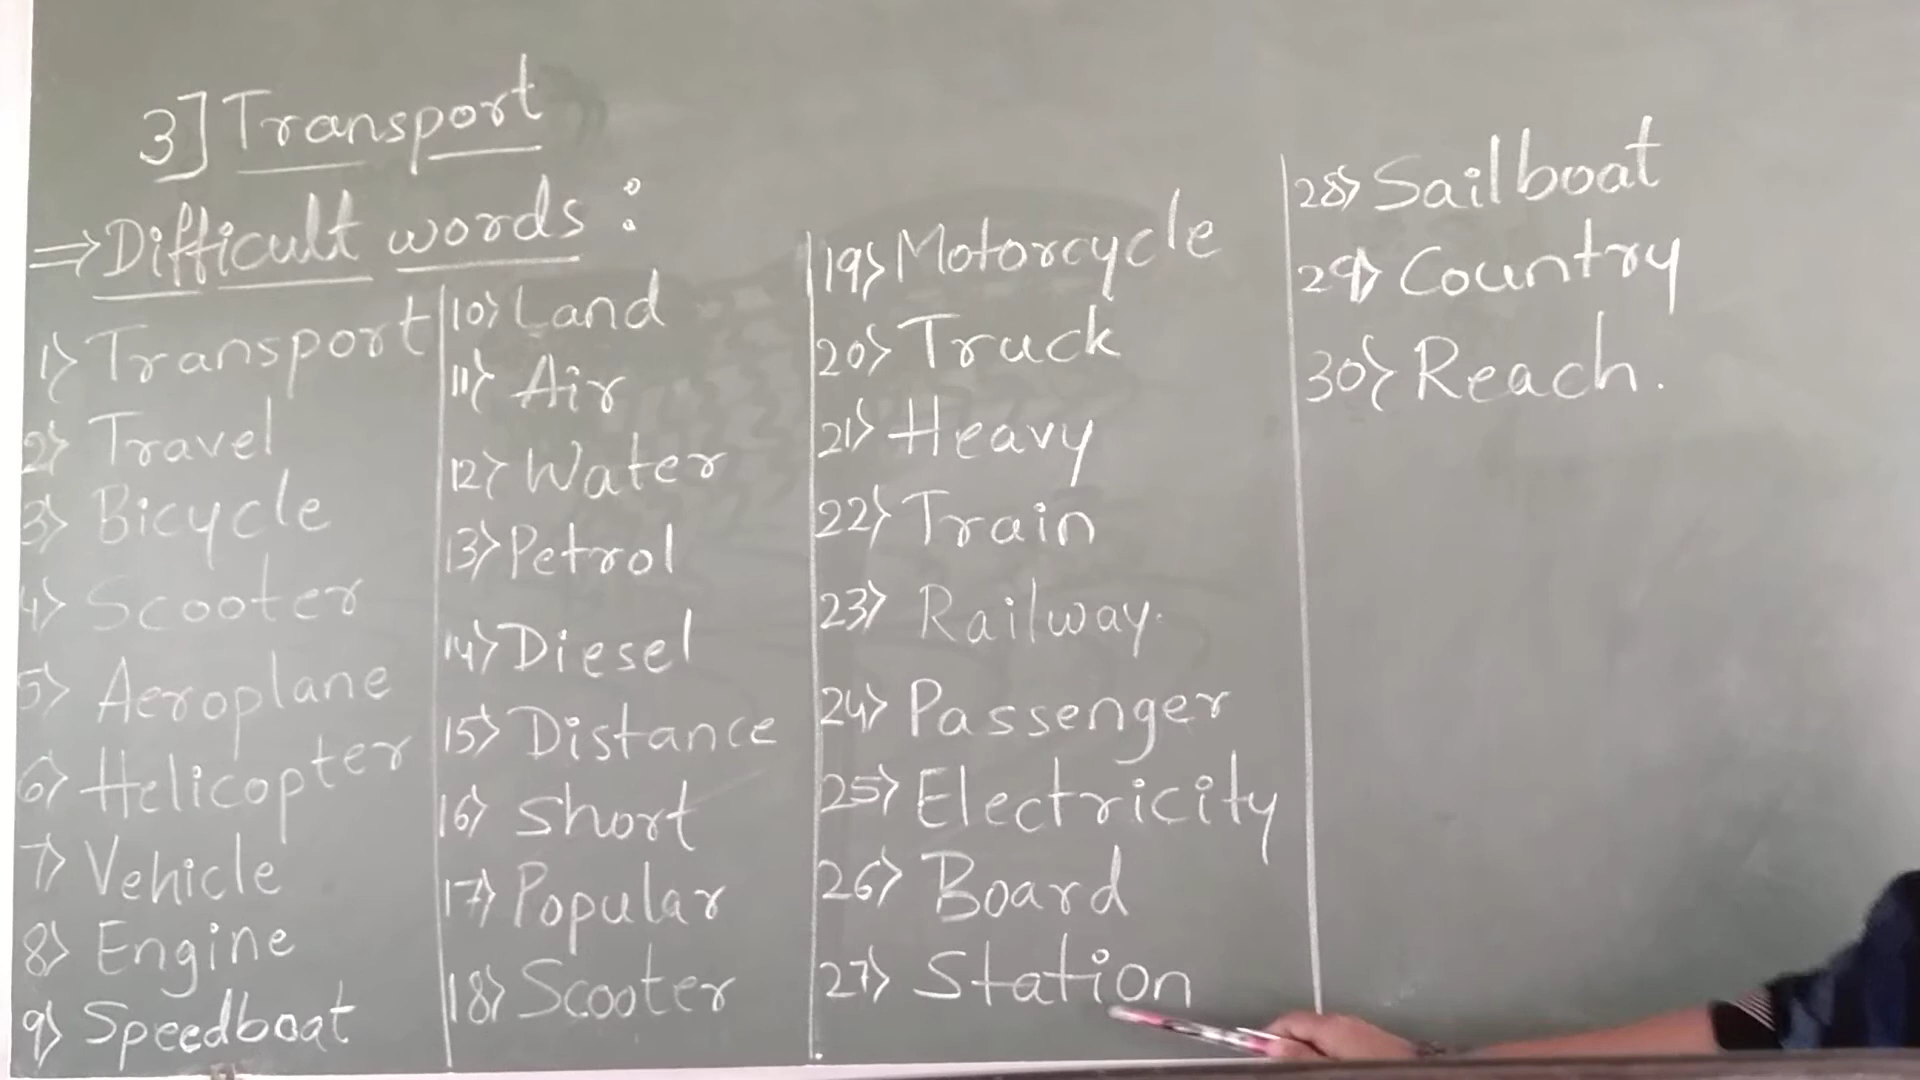 3] Transport
⇒ Difficult words :
1) Transport
2) Travel
3) Bicycle
4) Scooter
5) Aeroplane
6) Helicopter
7) Vehicle
8) Engine
9) Speedboat
10) Land
11) Air
12) Water
13) Petrol
14) Diesel
15) Distance
16) Short
17) Popular
18) Scooter
19) Motorcycle
20) Truck
21) Heavy
22) Train
23) Railway.
24) Passenger
25) Electricity
26) Board
27) Station
28) Sailboat
29) Country
30) Reach.